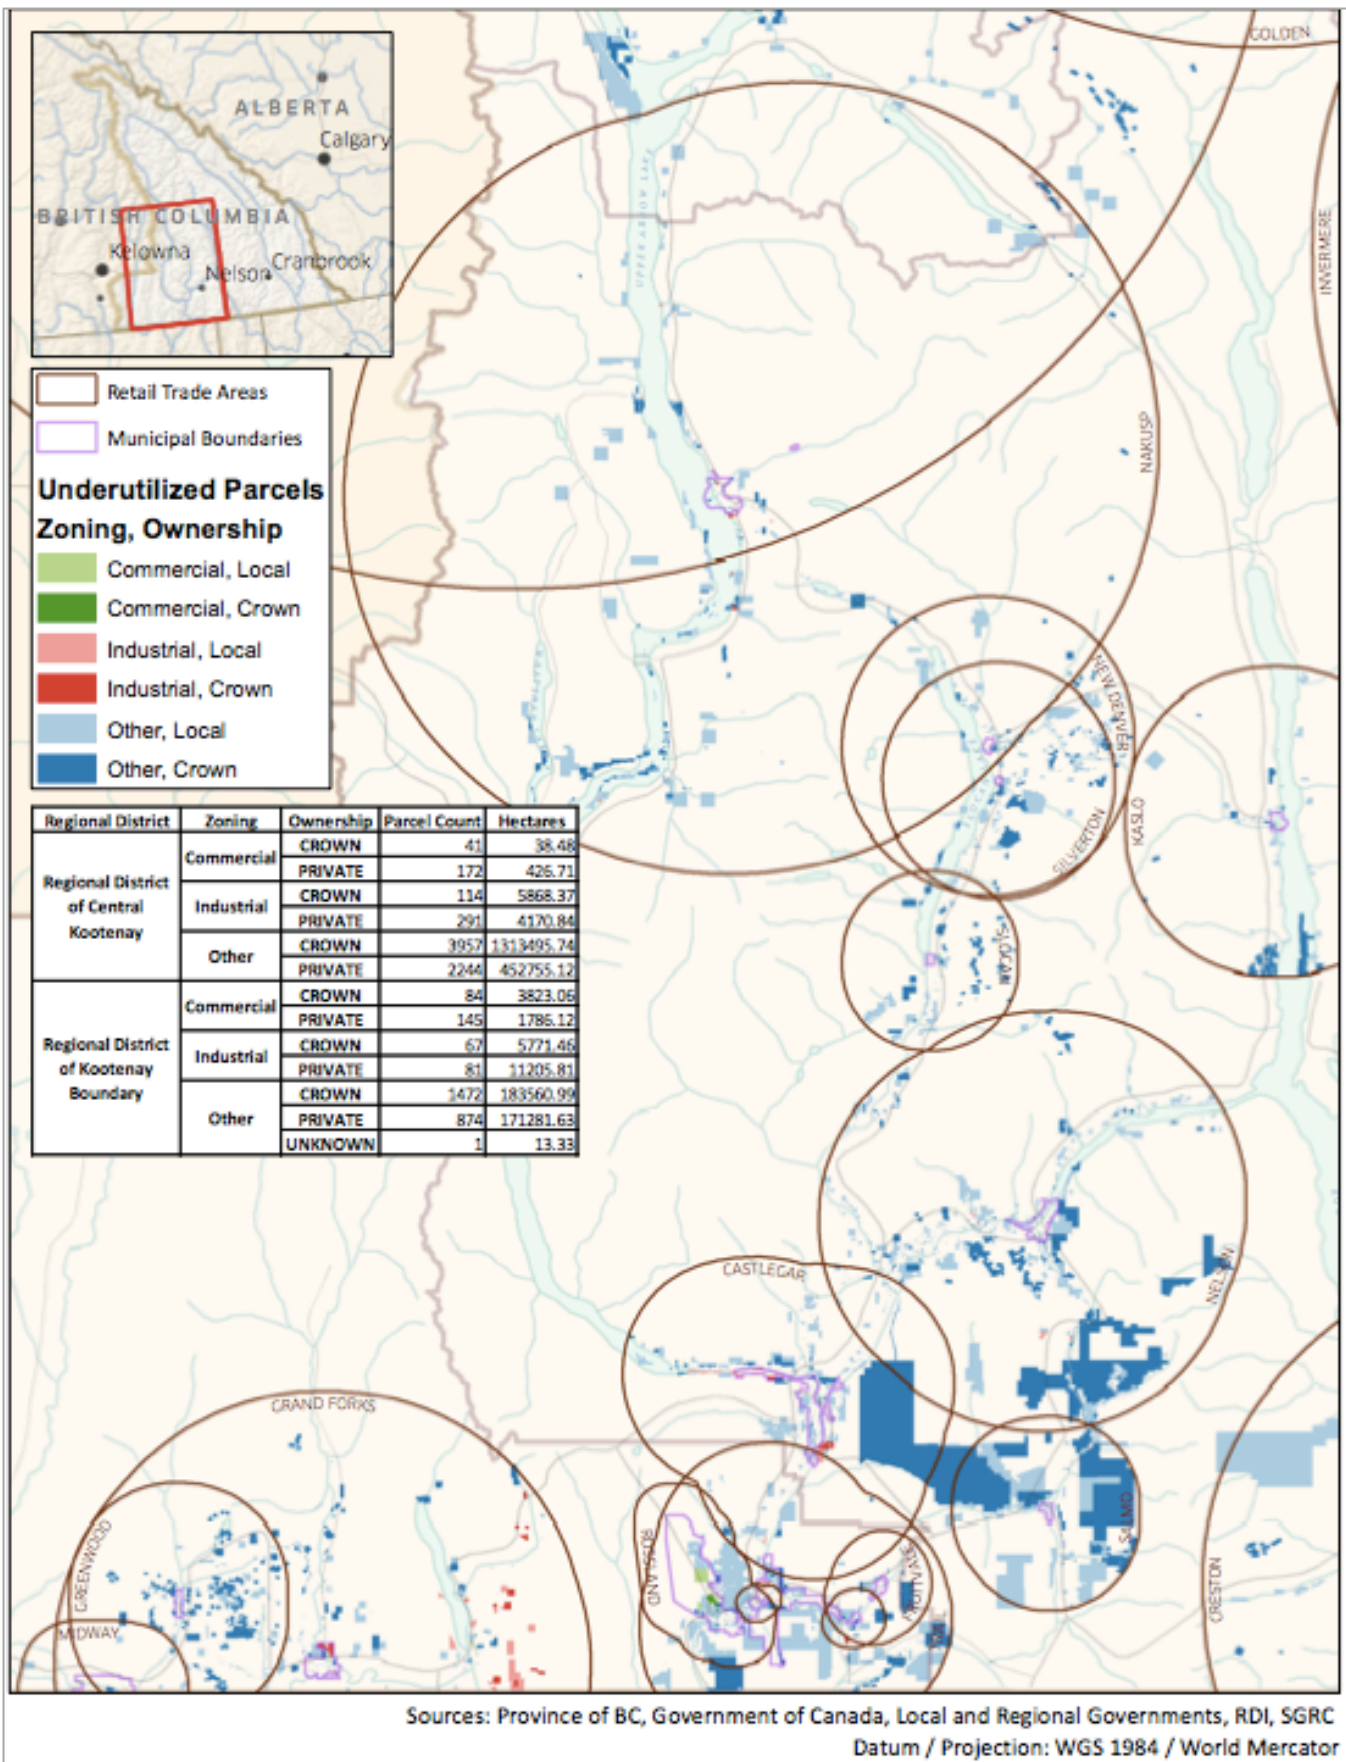 GOLDEN
ALBERTA
Calgary
BRITISH COLUMBIA
Kelowna
Nelson
Cranbrook
UPPER ARROW LAKE
INVERMERE
NAKUSP
Retail Trade Areas
Municipal Boundaries
Underutilized Parcels
Zoning, Ownership
Commercial, Local
Commercial, Crown
Industrial, Local
Industrial, Crown
Other, Local
Other, Crown
NEW DENVER
KASLO
SILVERTON
SLOCAN
Regional District Zoning Ownership Parcel Count Hectares
Regional District of Central Kootenay Commercial CROWN 41 38.48
PRIVATE 172 426.71
Industrial CROWN 114 5868.37
PRIVATE 291 4170.84
Other CROWN 3957 1313495.74
PRIVATE 2244 452755.12
Regional District of Kootenay Boundary Commercial CROWN 84 3823.06
PRIVATE 145 1786.12
Industrial CROWN 67 5771.46
PRIVATE 81 11205.81
Other CROWN 1472 183560.99
PRIVATE 874 171281.63
UNKNOWN 1 13.33
NELSON
CASTLEGAR
GRAND FORKS
GREENWOOD
MIDWAY
ROSSLAND
FRUITVALE
SALMO
CRESTON
Sources: Province of BC, Government of Canada, Local and Regional Governments, RDI, SGRC
Datum / Projection: WGS 1984 / World Mercator